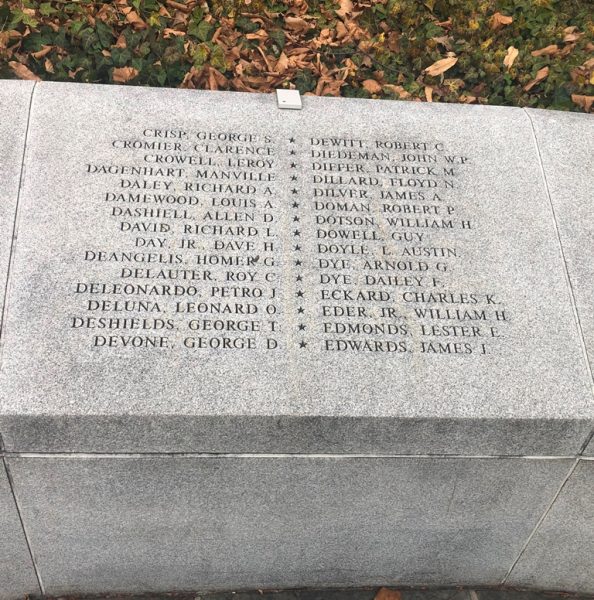 CRISP, GEORGE S. ★ DEWITT, ROBERT C.
CROMIER, CLARENCE ★ DIEDEMAN, JOHN W.P.
CROWELL, LEROY ★ DIEFER, PATRICK M.
DAGENHART, MANVILLE ★ DILLARD, FLOYD N.
DALEY, RICHARD A. ★ DILVER, JAMES A.
DAMEWOOD, LOUIS A. ★ DOMAN, ROBERT P.
DASHIELL, ALLEN D. ★ DOTSON, WILLIAM H.
DAVID, RICHARD L. ★ DOWELL, GUY
DAY, JR., DAVE H. ★ DOYLE, L. AUSTIN
DEANGELIS, HOMER G. ★ DYE, ARNOLD G.
DELAUTER, ROY C. ★ DYE, DAILEY F.
DELEONARDO, PETRO J. ★ ECKARD, CHARLES K.
DELUNA, LEONARD O. ★ EDER, JR., WILLIAM H.
DESHIELDS, GEORGE T. ★ EDMONDS, LESTER E.
DEVONE, GEORGE D. ★ EDWARDS, JAMES J.